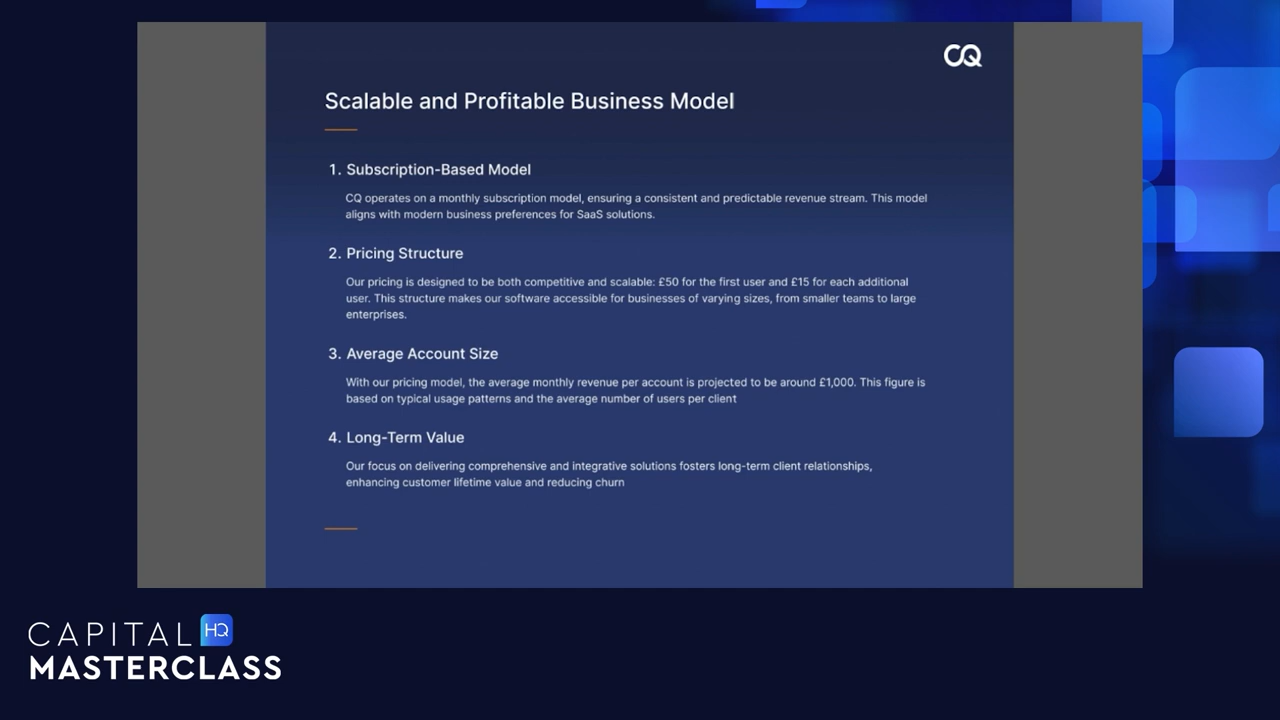 CQ
Scalable and Profitable Business Model
1. Subscription-Based Model
CQ operates on a monthly subscription model, ensuring a consistent and predictable revenue stream. This model
aligns with modern business preferences for SaaS solutions.
2. Pricing Structure
Our pricing is designed to be both competitive and scalable: £50 for the first user and £15 for each additional
user. This structure makes our software accessible for businesses of varying sizes, from smaller teams to large
enterprises.
3. Average Account Size
With our pricing model, the average monthly revenue per account is projected to be around £1,000. This figure is
based on typical usage patterns and the average number of users per client
4. Long-Term Value
Our focus on delivering comprehensive and integrative solutions fosters long-term client relationships,
enhancing customer lifetime value and reducing churn
CAPITAL HQ
MASTERCLASS